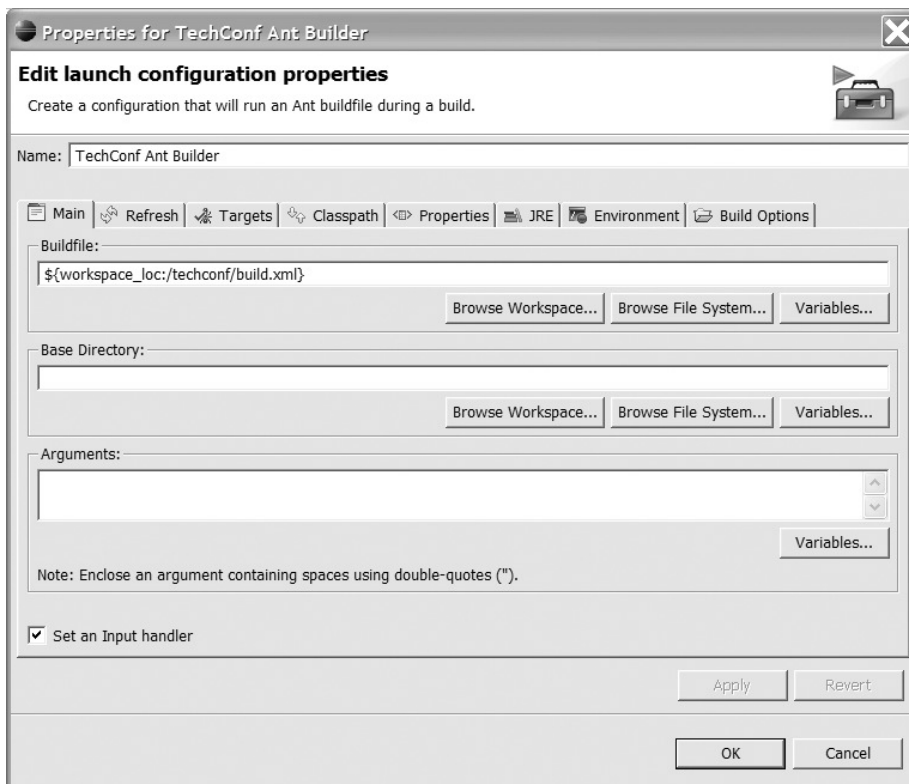 Properties for TechConf Ant Builder
Edit launch configuration properties
Create a configuration that will run an Ant buildfile during a build.
Name: TechConf Ant Builder
Main Refresh Targets Classpath Properties JRE Environment Build Options
Buildfile:
${workspace_loc:/techconf/build.xml}
Browse Workspace... Browse File System... Variables...
Base Directory:
Browse Workspace... Browse File System... Variables...
Arguments:
Variables...
Note: Enclose an argument containing spaces using double-quotes (").
Set an Input handler
Apply Revert
OK Cancel